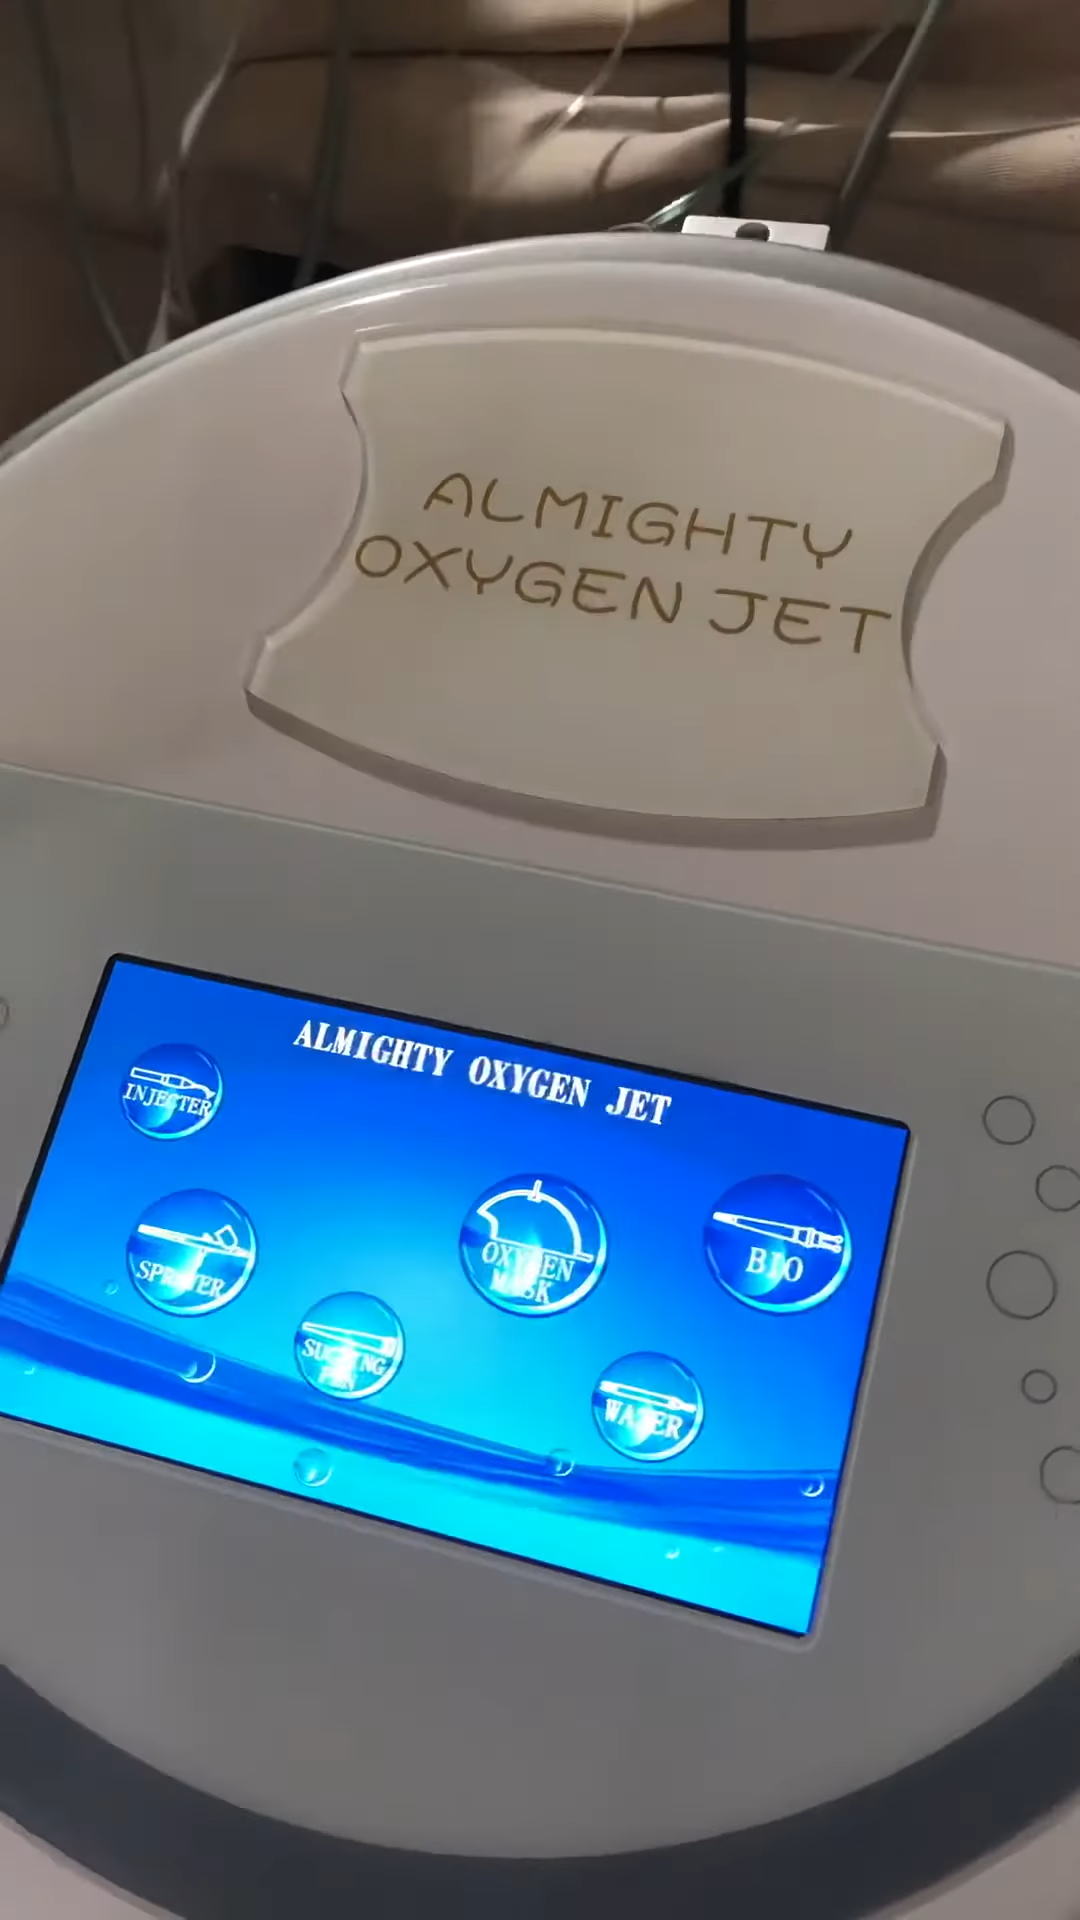 ALMIGHTY
OXYGEN JET
ALMIGHTY OXYGEN JET
INJECTER
SPRAYER
OXYGEN
MASK
BIO
SUCKING
PEN
WATER